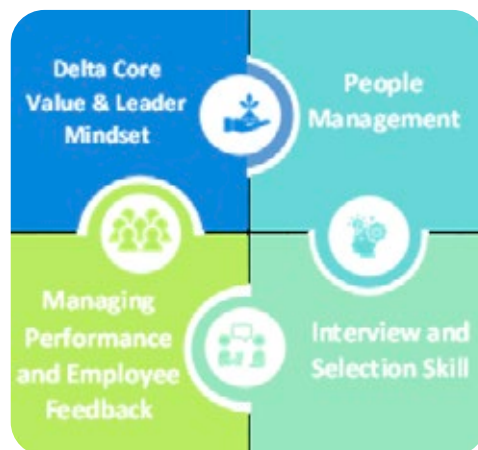 Delta Core
Value & Leader
Mindset
People
Management
Managing
Performance
and Employee
Feedback
Interview and
Selection Skill